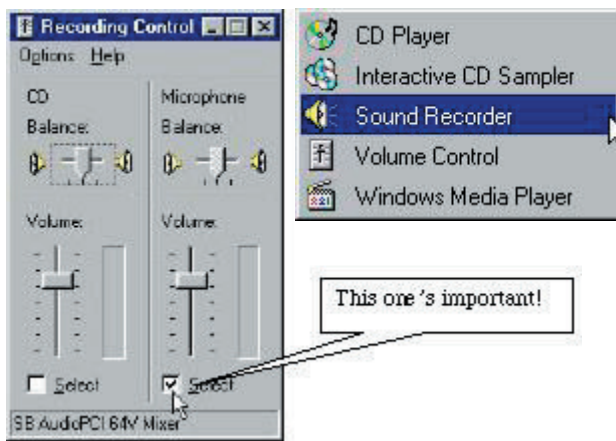 Recording Control
Options Help
CD
Balance:
Volume:
Select
Microphone
Balance:
Volume:
Select
SB AudioPCI 64V Mixer
CD Player
Interactive CD Sampler
Sound Recorder
Volume Control
Windows Media Player
This one's important!